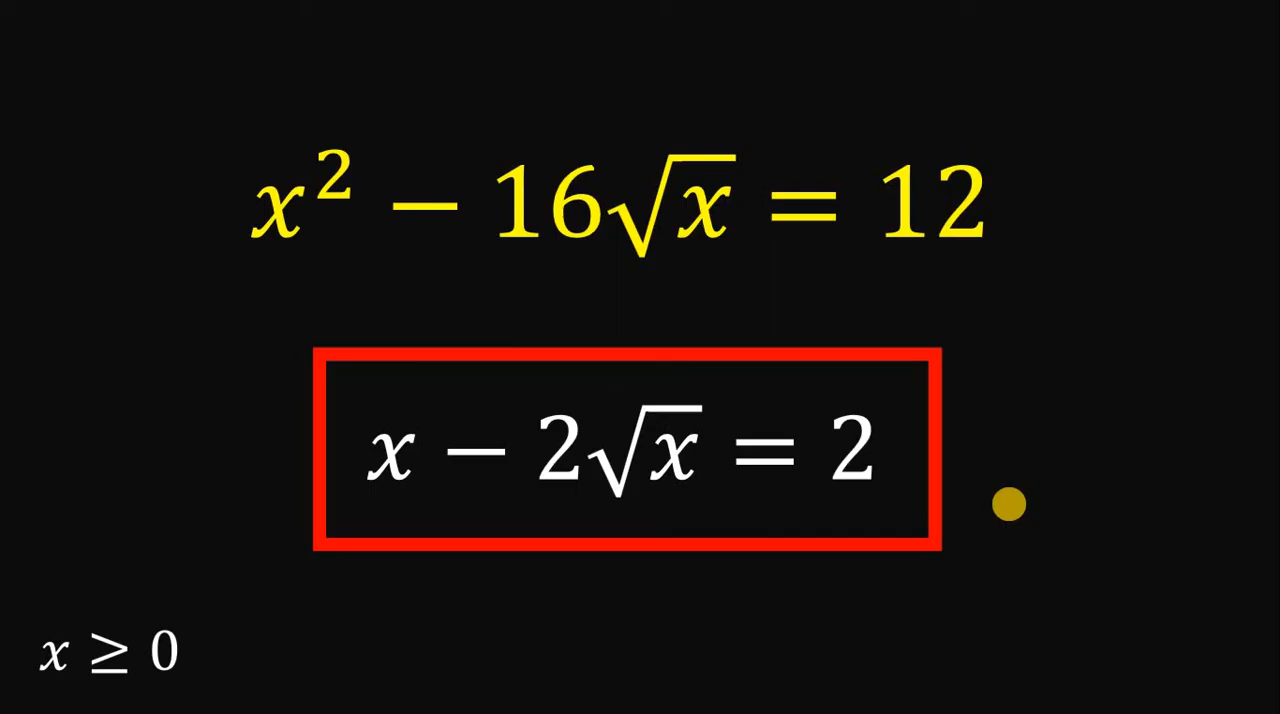 x² − 16√x = 12
x − 2√x = 2
x ≥ 0